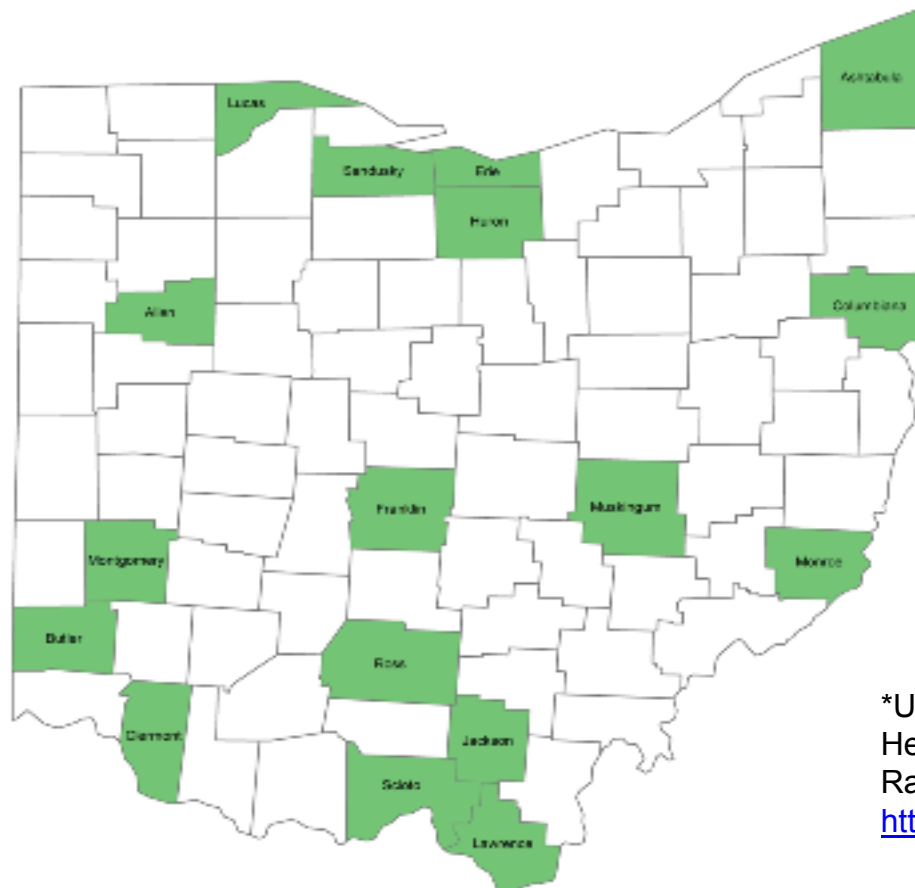 Ashtabula
Lucas
Sandusky
Erie
Huron
Allen
Columbiana
Franklin
Muskingum
Montgomery
Monroe
Butler
Ross
Clermont
Jackson
Scioto
Lawrence
*U
He
Ra
htt